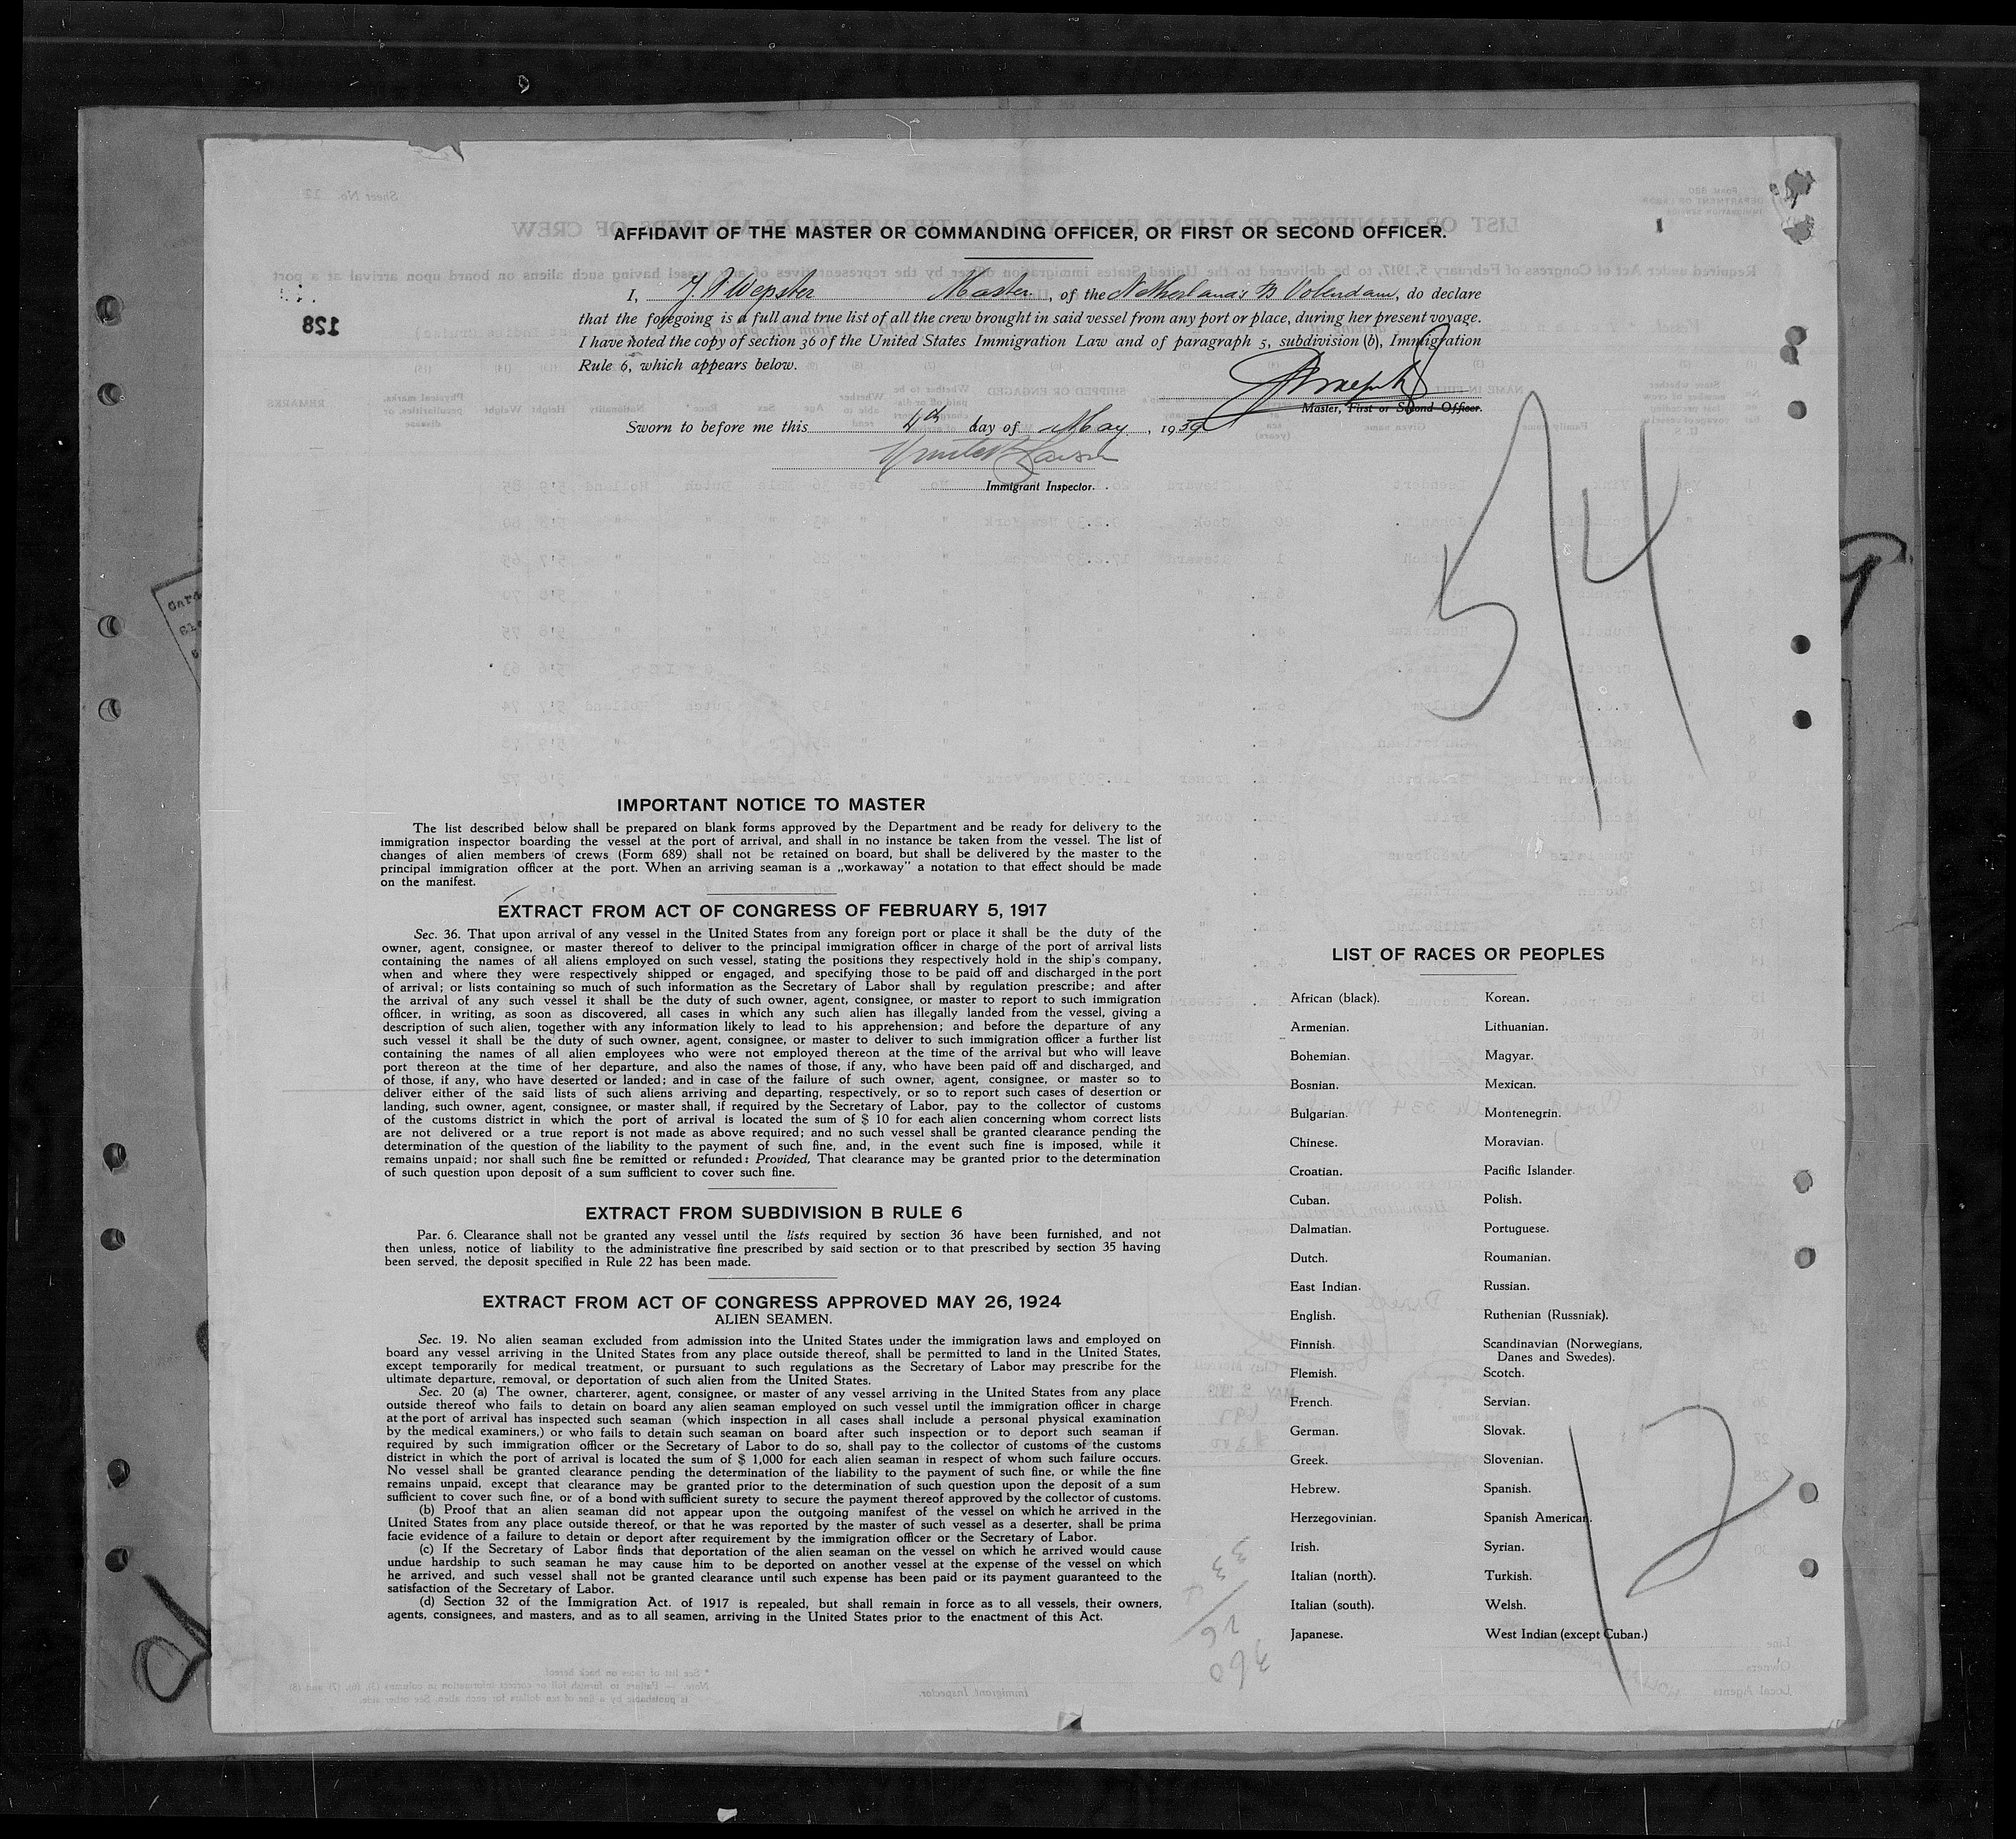 AFFIDAVIT OF THE MASTER OR COMMANDING OFFICER, OR FIRST OR SECOND OFFICER.
I, Wepster Master, of the Netherlands Volendam, do declare
that the foregoing is a full and true list of all the crew brought in said vessel from any port or place, during her present voyage.
I have noted the copy of section 36 of the United States Immigration Law and of paragraph 5, subdivision (b), Immigration
Rule 6, which appears below.
Master, First or Second Officer.
Sworn to before me this 4th day of May, 1939
Immigrant Inspector.
128
514
IMPORTANT NOTICE TO MASTER
The list described below shall be prepared on blank forms approved by the Department and be ready for delivery to the
immigration inspector boarding the vessel at the port of arrival, and shall in no instance be taken from the vessel. The list of
changes of alien members of crews (Form 689) shall not be retained on board, but shall be delivered by the master to the
principal immigration officer at the port. When an arriving seaman is a „workaway" a notation to that effect should be made
on the manifest.
EXTRACT FROM ACT OF CONGRESS OF FEBRUARY 5, 1917
Sec. 36. That upon arrival of any vessel in the United States from any foreign port or place it shall be the duty of the
owner, agent, consignee, or master thereof to deliver to the principal immigration officer in charge of the port of arrival lists
containing the names of all aliens employed on such vessel, stating the positions they respectively hold in the ship's company,
when and where they were respectively shipped or engaged, and specifying those to be paid off and discharged in the port
of arrival; or lists containing so much of such information as the Secretary of Labor shall by regulation prescribe; and after
the arrival of any such vessel it shall be the duty of such owner, agent, consignee, or master to report to such immigration
officer, in writing, as soon as discovered, all cases in which any such alien has illegally landed from the vessel, giving a
description of such alien, together with any information likely to lead to his apprehension; and before the departure of any
such vessel it shall be the duty of such owner, agent, consignee, or master to deliver to such immigration officer a further list
containing the names of all alien employees who were not employed thereon at the time of the arrival but who will leave
port thereon at the time of her departure, and also the names of those, if any, who have been paid off and discharged, and
of those, if any, who have deserted or landed; and in case of the failure of such owner, agent, consignee, or master so to
deliver either of the said lists of such aliens arriving and departing, respectively, or so to report such cases of desertion or
landing, such owner, agent, consignee, or master shall, if required by the Secretary of Labor, pay to the collector of customs
of the customs district in which the port of arrival is located the sum of $ 10 for each alien concerning whom correct lists
are not delivered or a true report is not made as above required; and no such vessel shall be granted clearance pending the
determination of the question of the liability to the payment of such fine, and, in the event such fine is imposed, while it
remains unpaid; nor shall such fine be remitted or refunded: Provided, That clearance may be granted prior to the determination
of such question upon deposit of a sum sufficient to cover such fine.
EXTRACT FROM SUBDIVISION B RULE 6
Par. 6. Clearance shall not be granted any vessel until the lists required by section 36 have been furnished, and not
then unless, notice of liability to the administrative fine prescribed by said section or to that prescribed by section 35 having
been served, the deposit specified in Rule 22 has been made.
EXTRACT FROM ACT OF CONGRESS APPROVED MAY 26, 1924
ALIEN SEAMEN.
Sec. 19. No alien seaman excluded from admission into the United States under the immigration laws and employed on
board any vessel arriving in the United States from any place outside thereof, shall be permitted to land in the United States,
except temporarily for medical treatment, or pursuant to such regulations as the Secretary of Labor may prescribe for the
ultimate departure, removal, or deportation of such alien from the United States.
Sec. 20 (a) The owner, charterer, agent, consignee, or master of any vessel arriving in the United States from any place
outside thereof who fails to detain on board any alien seaman employed on such vessel until the immigration officer in charge
at the port of arrival has inspected such seaman (which inspection in all cases shall include a personal physical examination
by the medical examiners,) or who fails to detain such seaman on board after such inspection or to deport such seaman if
required by such immigration officer or the Secretary of Labor to do so, shall pay to the collector of customs of the customs
district in which the port of arrival is located the sum of $ 1,000 for each alien seaman in respect of whom such failure occurs.
No vessel shall be granted clearance pending the determination of the liability to the payment of such fine, or while the fine
remains unpaid, except that clearance may be granted prior to the determination of such question upon the deposit of a sum
sufficient to cover such fine, or of a bond with sufficient surety to secure the payment thereof approved by the collector of customs.
(b) Proof that an alien seaman did not appear upon the outgoing manifest of the vessel on which he arrived in the
United States from any place outside thereof, or that he was reported by the master of such vessel as a deserter, shall be prima
facie evidence of a failure to detain or deport after requirement by the immigration officer or the Secretary of Labor.
(c) If the Secretary of Labor finds that deportation of the alien seaman on the vessel on which he arrived would cause
undue hardship to such seaman he may cause him to be deported on another vessel at the expense of the vessel on which
he arrived, and such vessel shall not be granted clearance until such expense has been paid or its payment guaranteed to the
satisfaction of the Secretary of Labor.
(d) Section 32 of the Immigration Act. of 1917 is repealed, but shall remain in force as to all vessels, their owners,
agents, consignees, and masters, and as to all seamen, arriving in the United States prior to the enactment of this Act.
LIST OF RACES OR PEOPLES
African (black).
Armenian.
Bohemian.
Bosnian.
Bulgarian.
Chinese.
Croatian.
Cuban.
Dalmatian.
Dutch.
East Indian.
English.
Finnish.
Flemish.
French.
German.
Greek.
Hebrew.
Herzegovinian.
Irish.
Italian (north).
Italian (south).
Japanese.
Korean.
Lithuanian.
Magyar.
Mexican.
Montenegrin.
Moravian.
Pacific Islander.
Polish.
Portuguese.
Roumanian.
Russian.
Ruthenian (Russniak).
Scandinavian (Norwegians,
Danes and Swedes).
Scotch.
Servian.
Slovak.
Slovenian.
Spanish.
Spanish American.
Syrian.
Turkish.
Welsh.
West Indian (except Cuban.)
12